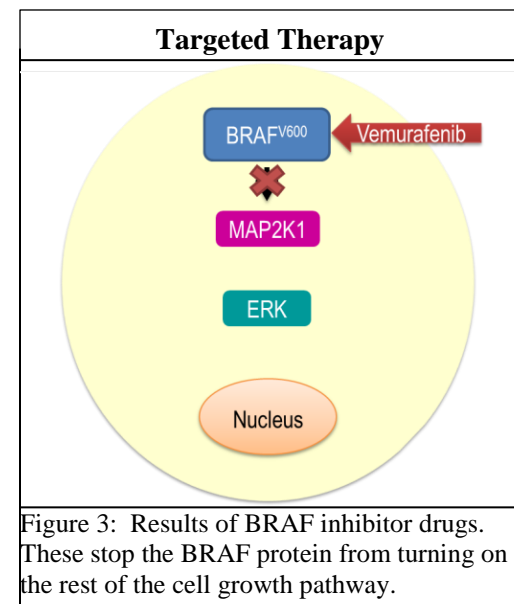 Targeted Therapy
BRAFV600
Vemurafenib
MAP2K1
ERK
Nucleus
Figure 3: Results of BRAF inhibitor drugs.
These stop the BRAF protein from turning on
the rest of the cell growth pathway.